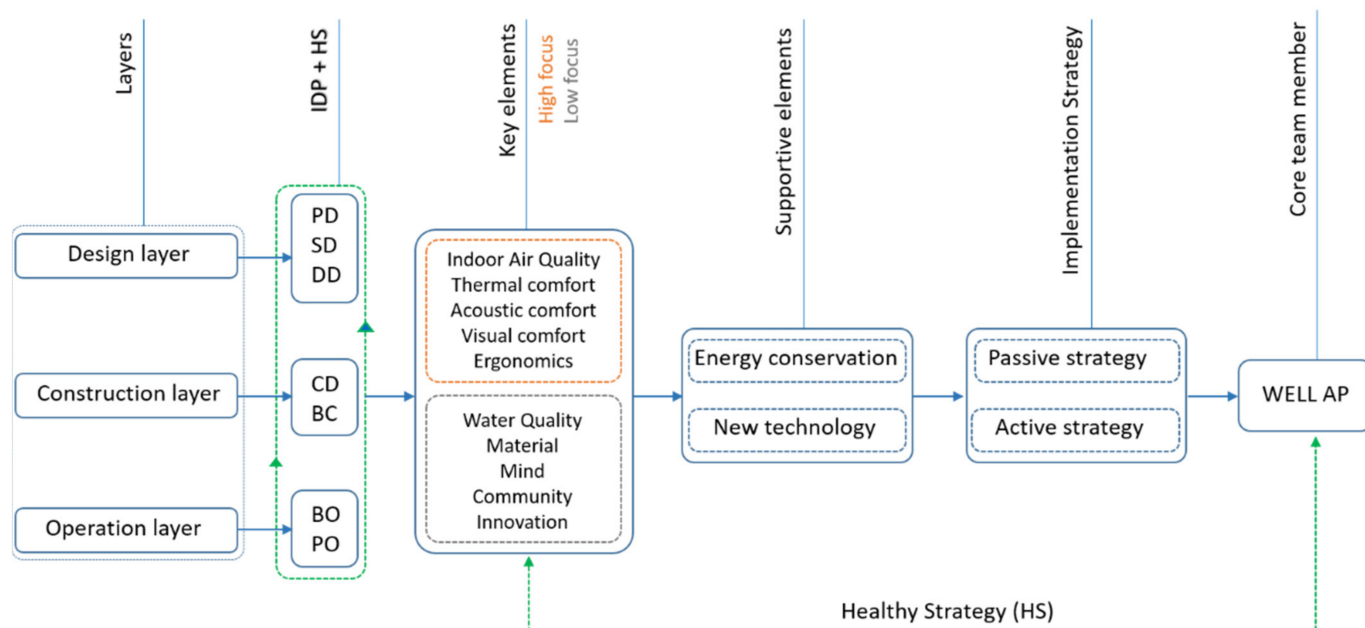 Layers
IDP + HS
Key elements
High focus
Low focus
Supportive elements
Implementation Strategy
Core team member
Design layer
Construction layer
Operation layer
PD
SD
DD
CD
BC
BO
PO
Indoor Air Quality
Thermal comfort
Acoustic comfort
Visual comfort
Ergonomics
Water Quality
Material
Mind
Community
Innovation
Energy conservation
New technology
Passive strategy
Active strategy
WELL AP
Healthy Strategy (HS)